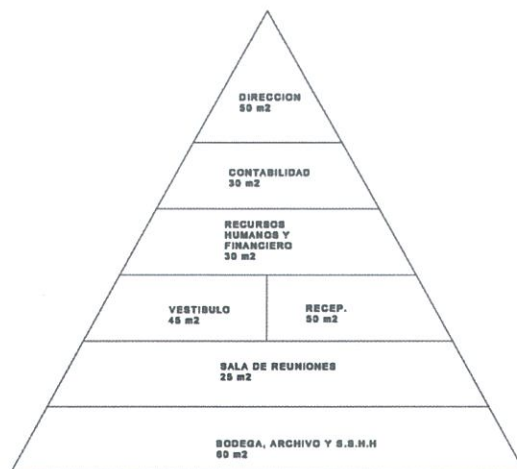 DIRECCION
50 m2
CONTABILIDAD
30 m2
RECURSOS
HUMANOS Y
FINANCIERO
30 m2
VESTIBULO
45 m2
RECEP.
50 m2
SALA DE REUNIONES
25 m2
BODEGA, ARCHIVO Y S.S.H.H
60 m2